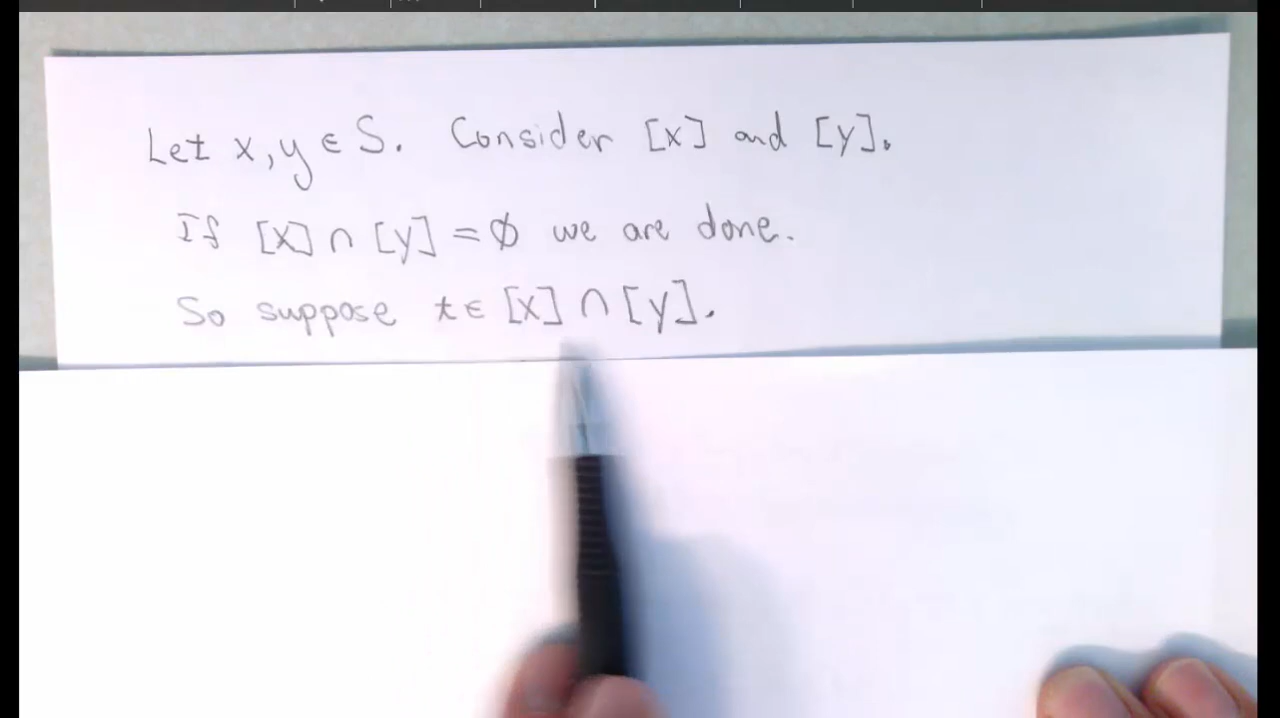 Let x, y ∈ S. Consider [x] and [y].
If [x] ∩ [y] = ∅ we are done.
So suppose t ∈ [x] ∩ [y].